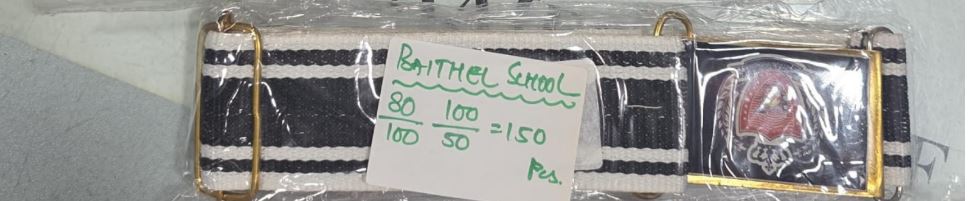 BAITHEL SCHOOL
80/100 100/50 = 150
Pcs.